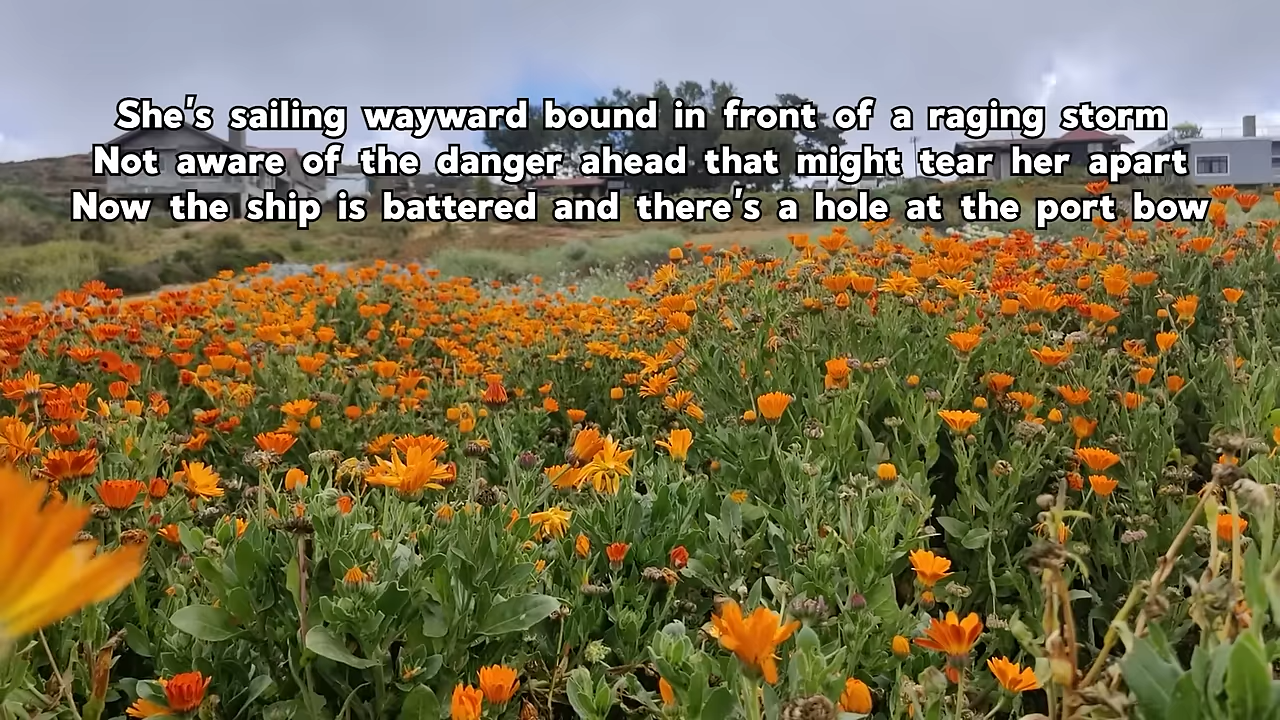 She's sailing wayward bound in front of a raging storm
Not aware of the danger ahead that might tear her apart
Now the ship is battered and there's a hole at the port bow